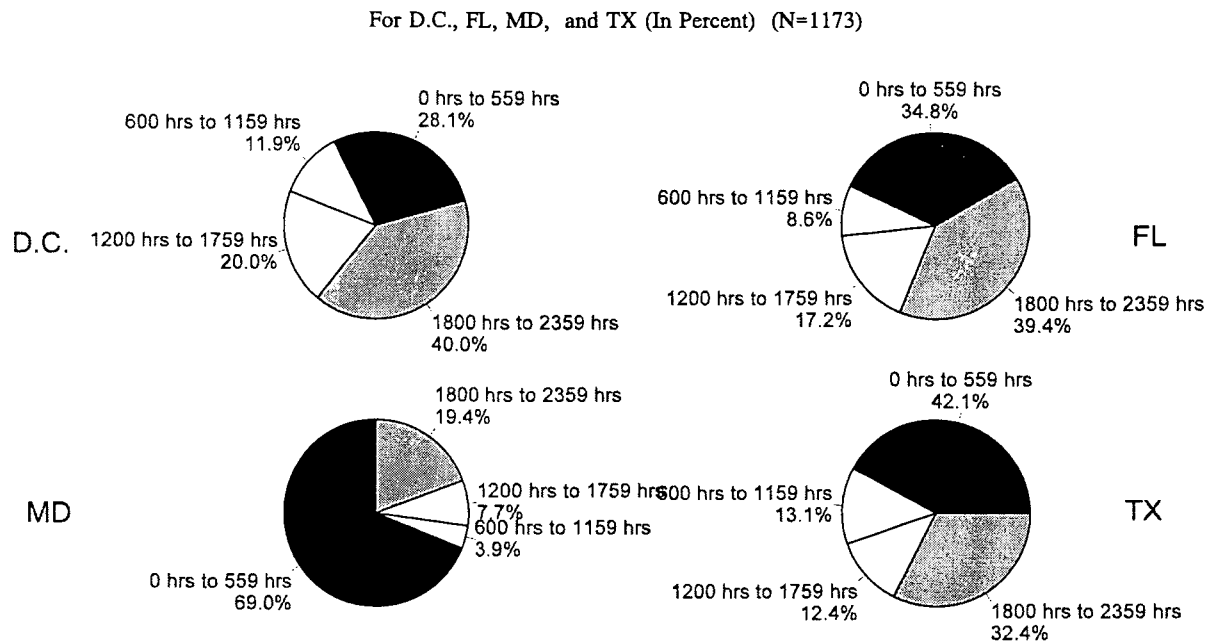 For D.C., FL, MD, and TX (In Percent) (N=1173)
D.C.
0 hrs to 559 hrs
28.1%
600 hrs to 1159 hrs
11.9%
1200 hrs to 1759 hrs
20.0%
1800 hrs to 2359 hrs
40.0%
FL
0 hrs to 559 hrs
34.8%
600 hrs to 1159 hrs
8.6%
1200 hrs to 1759 hrs
17.2%
1800 hrs to 2359 hrs
39.4%
MD
1800 hrs to 2359 hrs
19.4%
1200 hrs to 1759 hrs
7.7%
600 hrs to 1159 hrs
3.9%
0 hrs to 559 hrs
69.0%
TX
0 hrs to 559 hrs
42.1%
600 hrs to 1159 hrs
13.1%
1200 hrs to 1759 hrs
12.4%
1800 hrs to 2359 hrs
32.4%